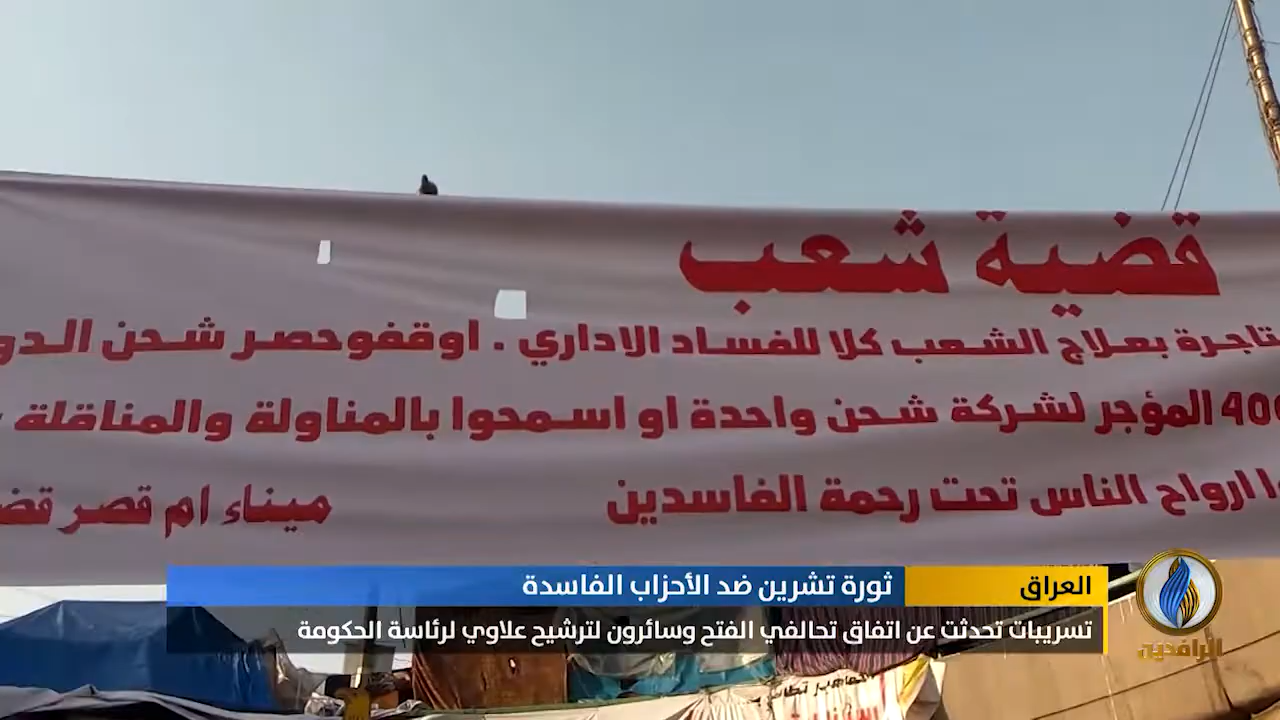 قضية شعب
تاجرة بعلاج الشعب كلا للفساد الاداري . اوقفوحصر شحن الدو
400 المؤجر لشركة شحن واحدة او اسمحوا بالمناولة والمناقلة
ارواح الناس تحت رحمة الفاسدين
ميناء ام قصر
العراق
ثورة تشرين ضد الأحزاب الفاسدة
تسريبات تحدثت عن اتفاق تحالفي الفتح وسائرون لترشيح علاوي لرئاسة الحكومة
الرافدين